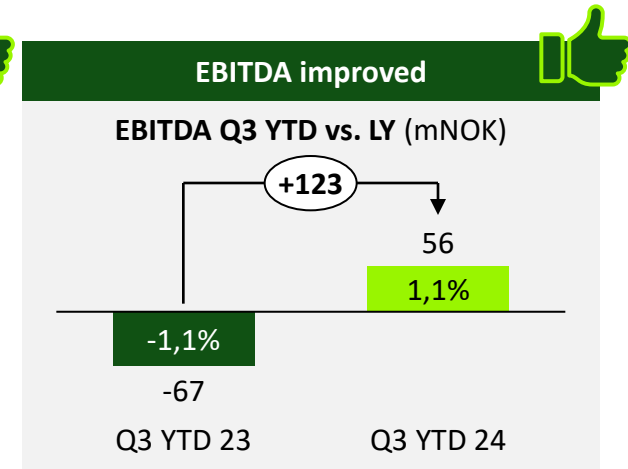 EBITDA improved
EBITDA Q3 YTD vs. LY (mNOK)
+123
56
1,1%
-1,1%
-67
Q3 YTD 23 Q3 YTD 24